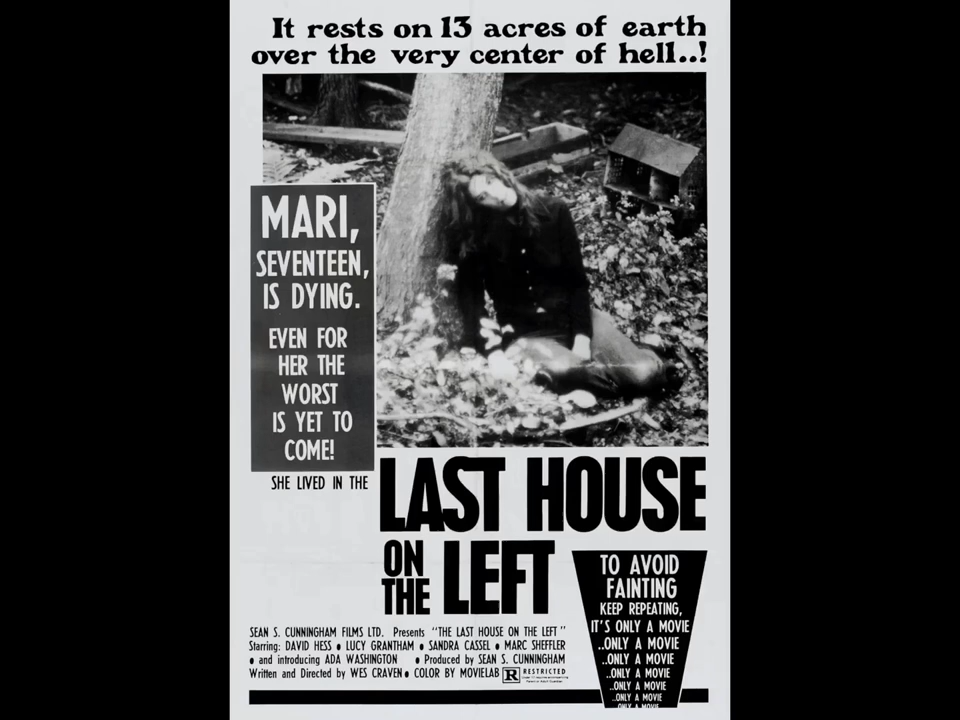 It rests on 13 acres of earth
over the very center of hell..!
MARI,
SEVENTEEN,
IS DYING.
EVEN FOR
HER THE
WORST
IS YET TO
COME!
SHE LIVED IN THE
LAST HOUSE
ON
THE LEFT
TO AVOID
FAINTING
KEEP REPEATING,
IT'S ONLY A MOVIE
..ONLY A MOVIE
..ONLY A MOVIE
..ONLY A MOVIE
..ONLY A MOVIE
..ONLY A MOVIE
SEAN S. CUNNINGHAM FILMS LTD. Presents "THE LAST HOUSE ON THE LEFT"
Starring: DAVID HESS • LUCY GRANTHAM • SANDRA CASSEL • MARC SHEFFLER
• and introducing ADA WASHINGTON • Produced by SEAN S. CUNNINGHAM
Written and Directed by WES CRAVEN • COLOR BY MOVIELAB R RESTRICTED